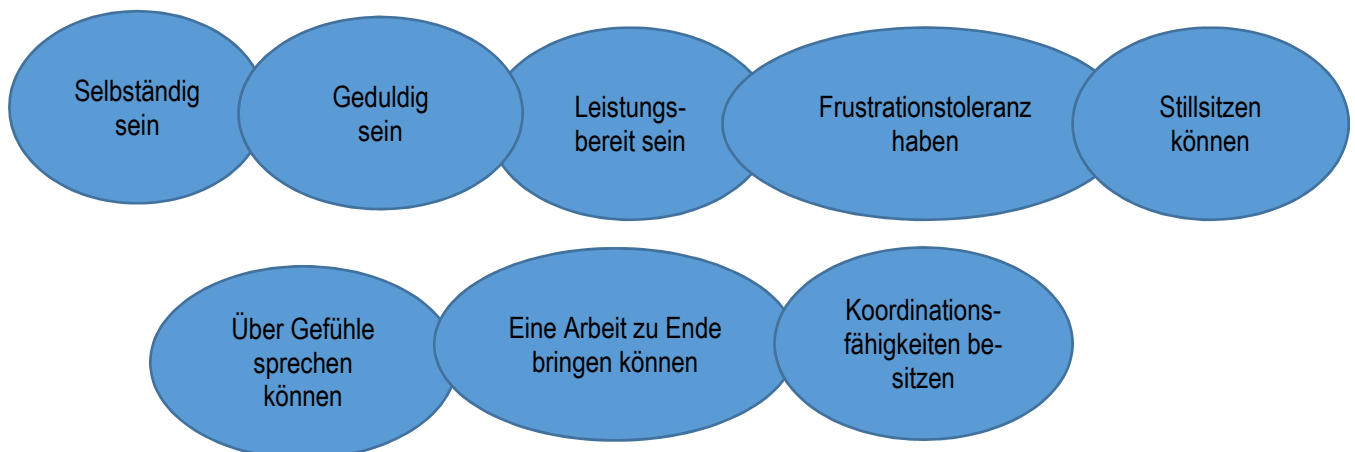 Selbständig
sein
Geduldig
sein
Leistungs-
bereit sein
Frustrationstoleranz
haben
Stillsitzen
können
Über Gefühle
sprechen
können
Eine Arbeit zu Ende
bringen können
Koordinations-
fähigkeiten be-
sitzen